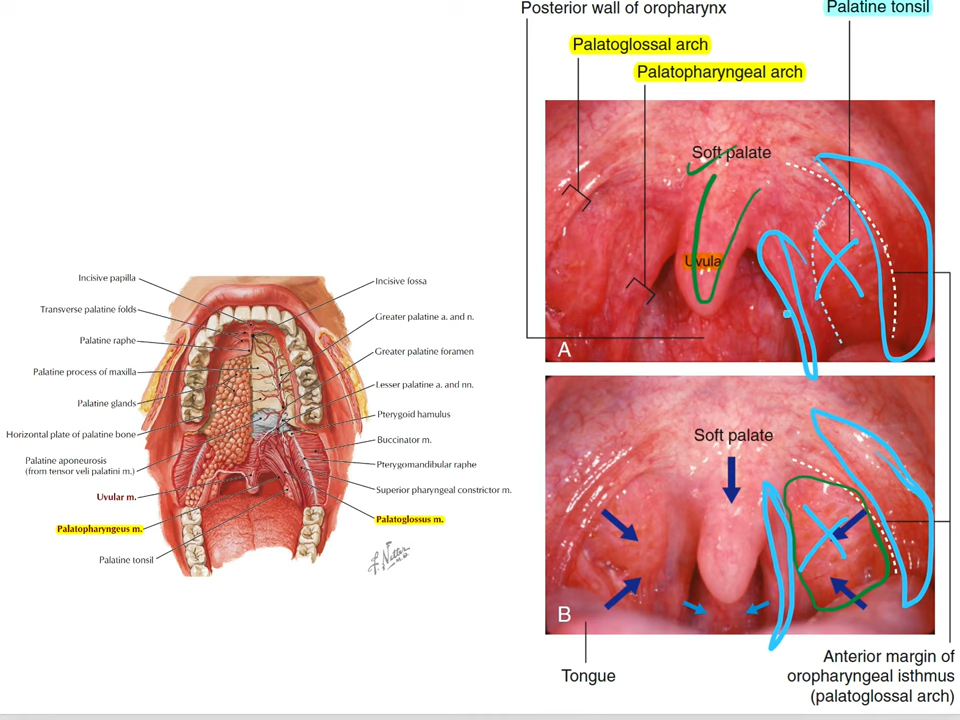 Incisive papilla
Transverse palatine folds
Palatine raphe
Palatine process of maxilla
Palatine glands
Horizontal plate of palatine bone
Palatine aponeurosis
(from tensor veli palatini m.)
Uvular m.
Palatopharyngeus m.
Palatine tonsil
Incisive fossa
Greater palatine a. and n.
Greater palatine foramen
Lesser palatine a. and nn.
Pterygoid hamulus
Buccinator m.
Pterygomandibular raphe
Superior pharyngeal constrictor m.
Palatoglossus m.
F. Netter
M.D.
Posterior wall of oropharynx
Palatine tonsil
Palatoglossal arch
Palatopharyngeal arch
Soft palate
Uvula
A
Soft palate
B
Tongue
Anterior margin of
oropharyngeal isthmus
(palatoglossal arch)